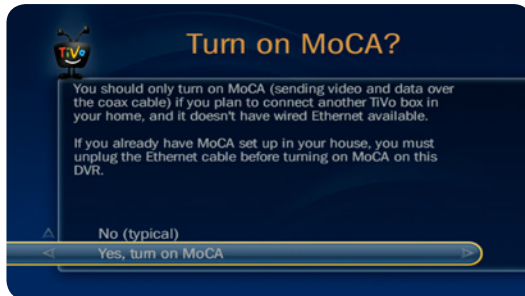 TiVo
Turn on MoCA?
You should only turn on MoCA (sending video and data over
the coax cable) if you plan to connect another TiVo box in
your home, and it doesn't have wired Ethernet available.
If you already have MoCA set up in your house, you must
unplug the Ethernet cable before turning on MoCA on this
DVR.
No (typical)
Yes, turn on MoCA